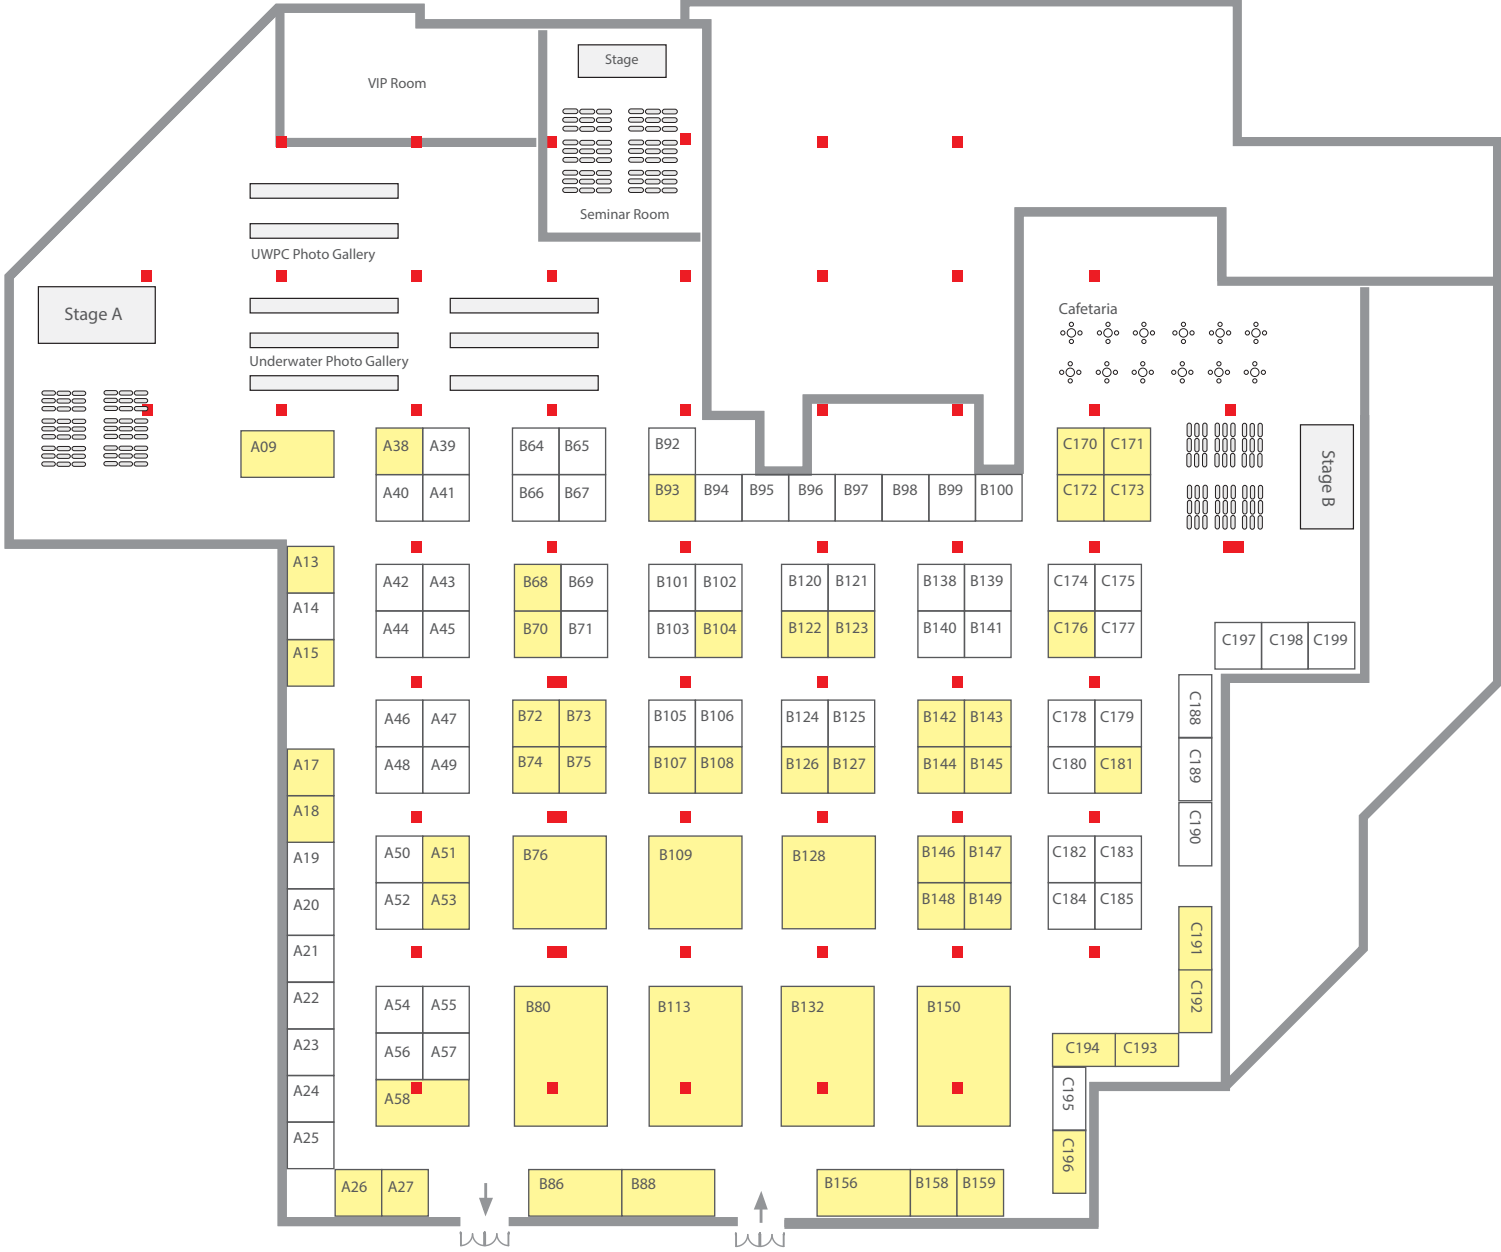 Stage
VIP Room
Seminar Room
UWPC Photo Gallery
Stage A
Cafetaria
Underwater Photo Gallery
A09
A38 A39 B64 B65 B92 C170 C171
Stage B
A40 A41 B66 B67 B93 B94 B95 B96 B97 B98 B99 B100 C172 C173
A13
A42 A43 B68 B69 B101 B102 B120 B121 B138 B139 C174 C175
A14
A44 A45 B70 B71 B103 B104 B122 B123 B140 B141 C176 C177
C197 C198 C199
A15
A46 A47 B72 B73 B105 B106 B124 B125 B142 B143 C178 C179
C188
A17
A48 A49 B74 B75 B107 B108 B126 B127 B144 B145 C180 C181
C189
A18
C190
A19
A50 A51 B76 B109 B128 B146 B147 C182 C183
A20
A52 A53 B148 B149 C184 C185
A21
C191
A22
A54 A55 B80 B113 B132 B150
C192
A23
A56 A57
C194 C193
A24
A58
C195
A25
C196
A26 A27 B86 B88 B156 B158 B159